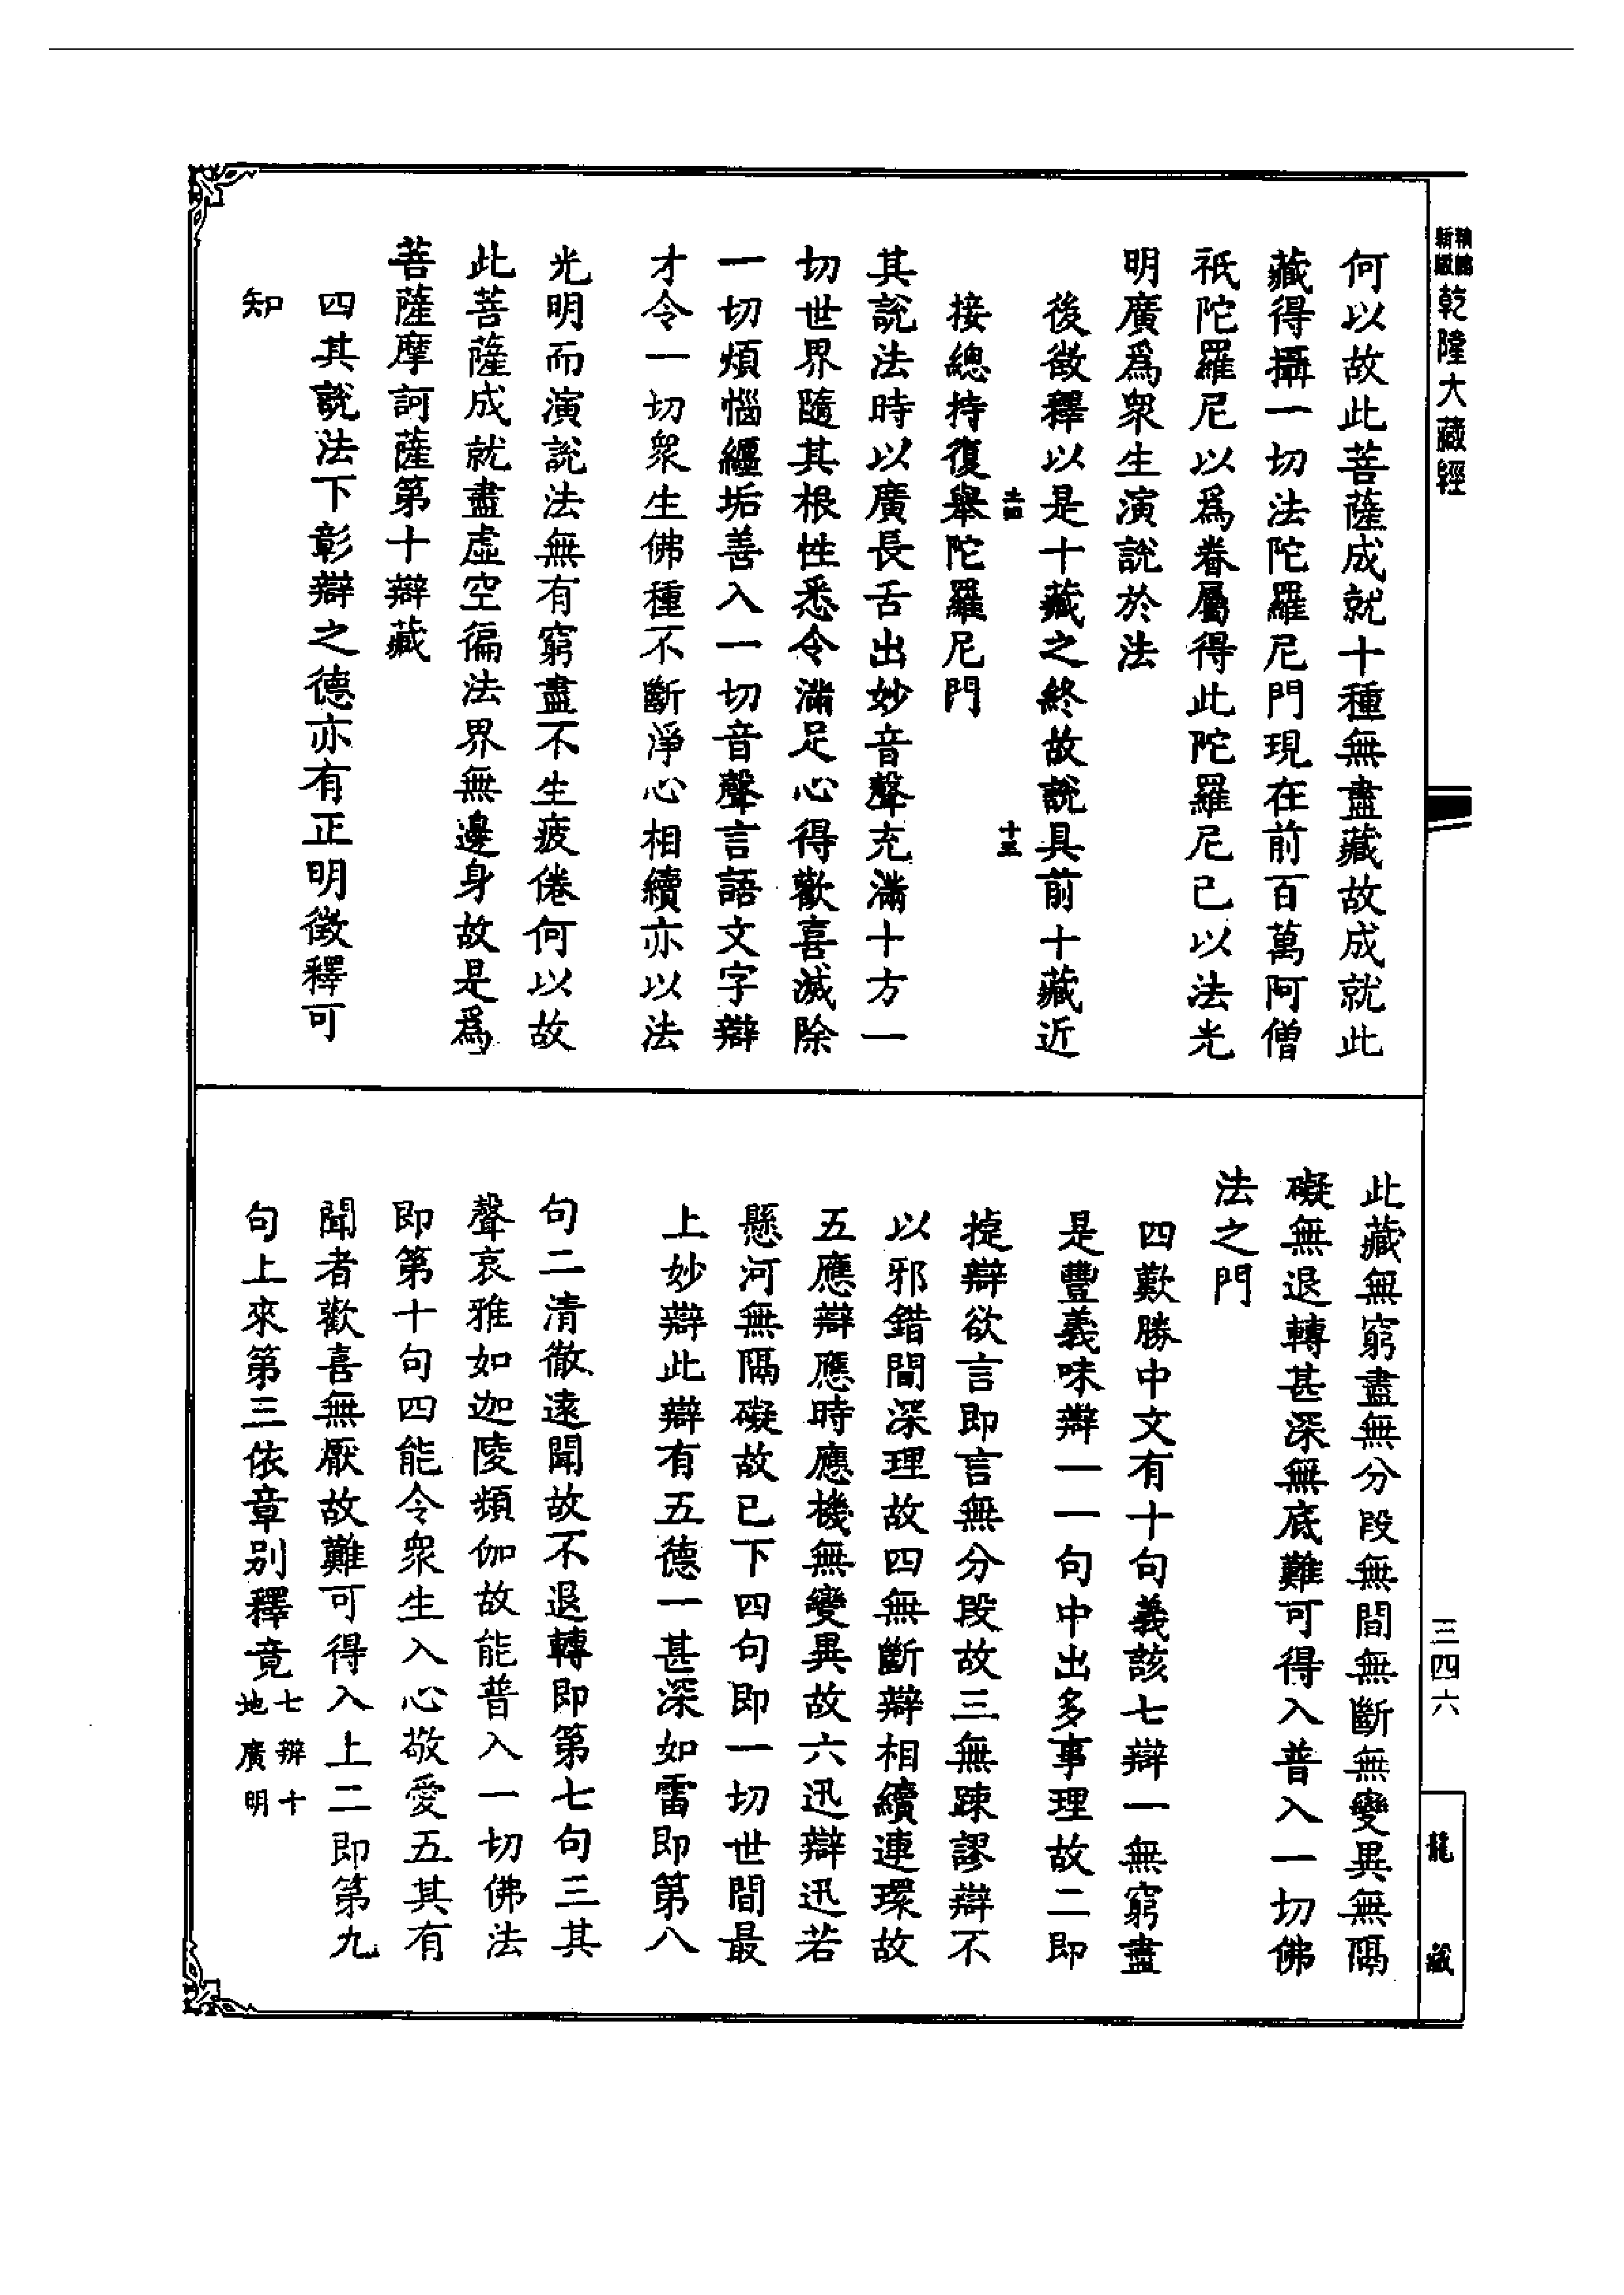 新版
乾隆大藏經
何以故此菩薩成就十種無盡藏故成就此
藏得攝一切法陀羅尼門現在前百萬阿僧
祇陀羅尼以爲眷屬得此陀羅尼已以法光
明廣爲衆生演說於法
後徵釋以是十藏之終故說具前十藏近
十四
十三
接總持復舉陀羅尼門
其說法時以廣長舌出妙音聲充滿十方一
切世界隨其根性悉令滿足心得歡喜滅除
一切煩惱纏垢善入一切音聲言語文字辯
才令一切衆生佛種不斷淨心相續亦以法
光明而演說法無有窮盡不生疲倦何以故
此菩薩成就盡虛空徧法界無邊身故是爲
菩薩摩訶薩第十辯藏
四其說法下彰辯之德亦有正明徵釋可
知
三四六
龍藏
此藏無窮盡無分段無間無斷無變異無隔
礙無退轉甚深無底難可得入普入一切佛
法之門
四歎勝中文有十句義該七辯一無窮盡
是豐義味辯一一句中出多事理故二即
捷辯欲言即言無分段故三無踈謬辯不
以邪錯間深理故四無斷辯相續連環故
五應辯應時應機無變異故六迅辯迅若
懸河無隔礙故已下四句即一切世間最
上妙辯此辯有五德一甚深如雷即第八
句二清徹遠聞故不退轉即第七句三其
聲哀雅如迦陵頻伽故能普入一切佛法
即第十句四能令衆生入心敬愛五其有
聞者歡喜無厭故難可得入上二即第九
句上來第三依章別釋竟七辯十地廣明